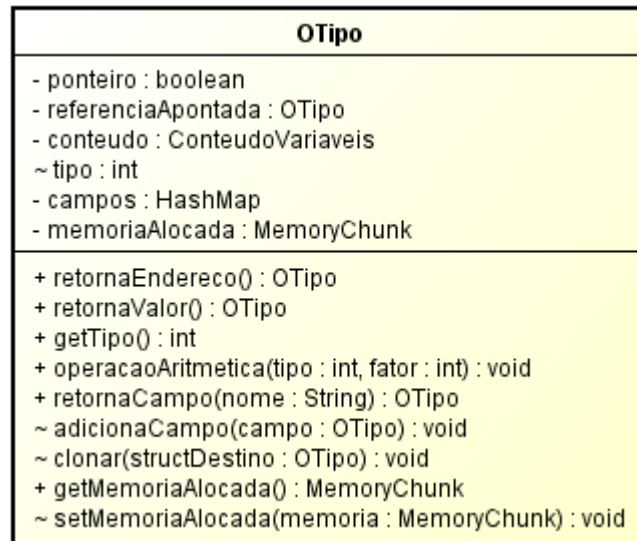 OTipo
- ponteiro : boolean
- referenciaApontada : OTipo
- conteudo : ConteudoVariaveis
~ tipo : int
- campos : HashMap
- memoriaAlocada : MemoryChunk
+ retornaEndereco() : OTipo
+ retornaValor() : OTipo
+ getTipo() : int
+ operacaoAritmetica(tipo : int, fator : int) : void
+ retornaCampo(nome : String) : OTipo
~ adicionaCampo(campo : OTipo) : void
~ clonar(structDestino : OTipo) : void
+ getMemoriaAlocada() : MemoryChunk
~ setMemoriaAlocada(memoria : MemoryChunk) : void